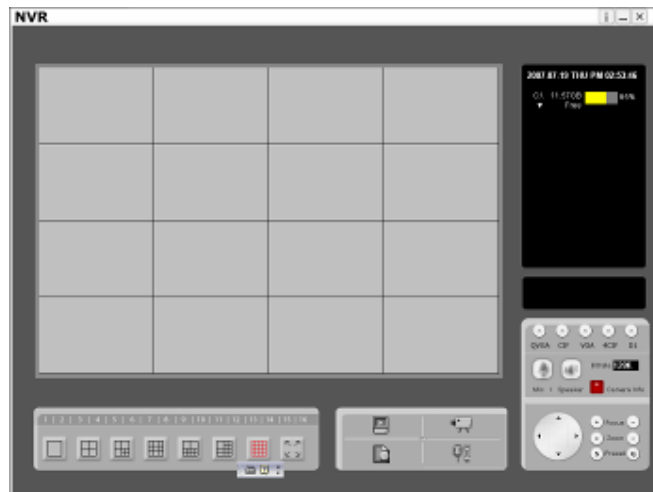 NVR
2007.07.19 THU PM 02:53:46
Free
1 | 2 | 3 | 4 | 5 | 6 | 7 | 8 | 9 | 10 | 11 | 12 | 13 | 14 | 15 | 16
QVGA CIF VGA 4CIF D1
Mic Speaker Camera Info
Focus
Zoom
Preset